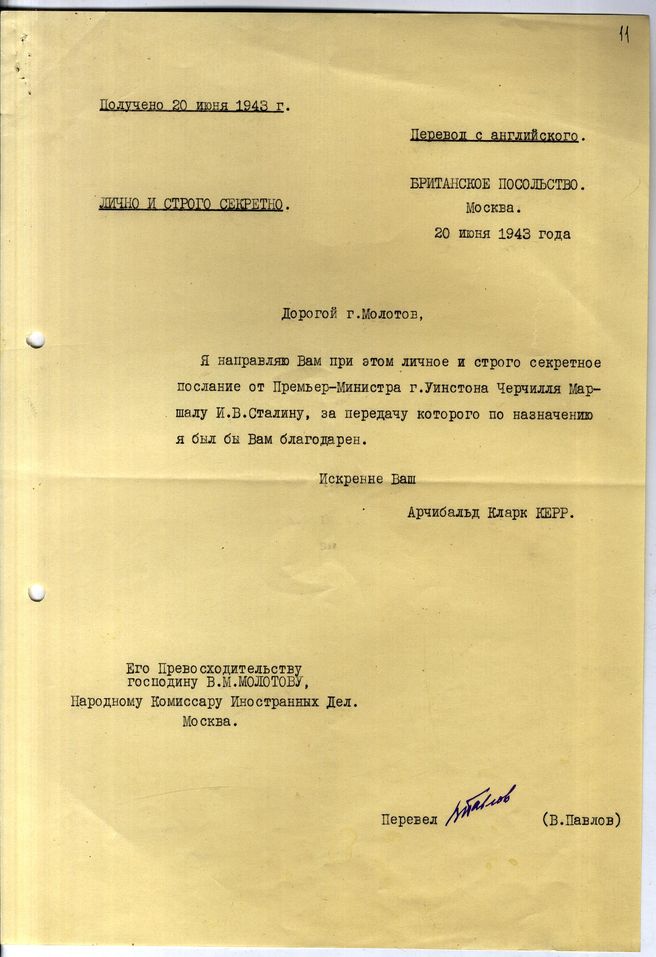 11
Получено 20 июня 1943 г.
Перевод с английского.
БРИТАНСКОЕ ПОСОЛЬСТВО.
ЛИЧНО И СТРОГО СЕКРЕТНО.
Москва.
20 июня 1943 года
Дорогой г.Молотов,
Я направляю Вам при этом личное и строго секретное
послание от Премьер-Министра г.Уинстона Черчилля Мар-
шалу И.В.Сталину, за передачу которого по назначению
я был бы Вам благодарен.
Искренне Ваш
Арчибальд Кларк КЕРР.
Его Превосходительству
господину В.М.МОЛОТОВУ,
Народному Комиссару Иностранных Дел.
Москва.
Перевел ВПавлов (В.Павлов)